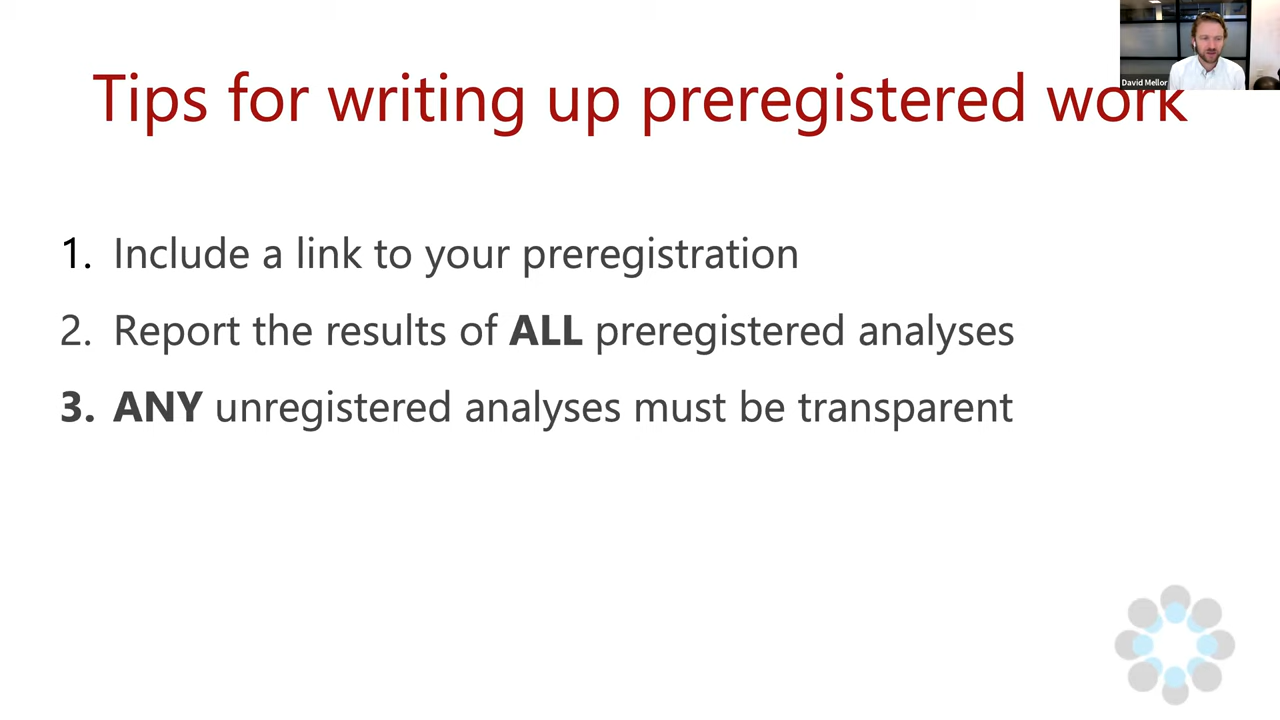 David Mellor
Tips for writing up preregistered work
1. Include a link to your preregistration
2. Report the results of ALL preregistered analyses
3. ANY unregistered analyses must be transparent